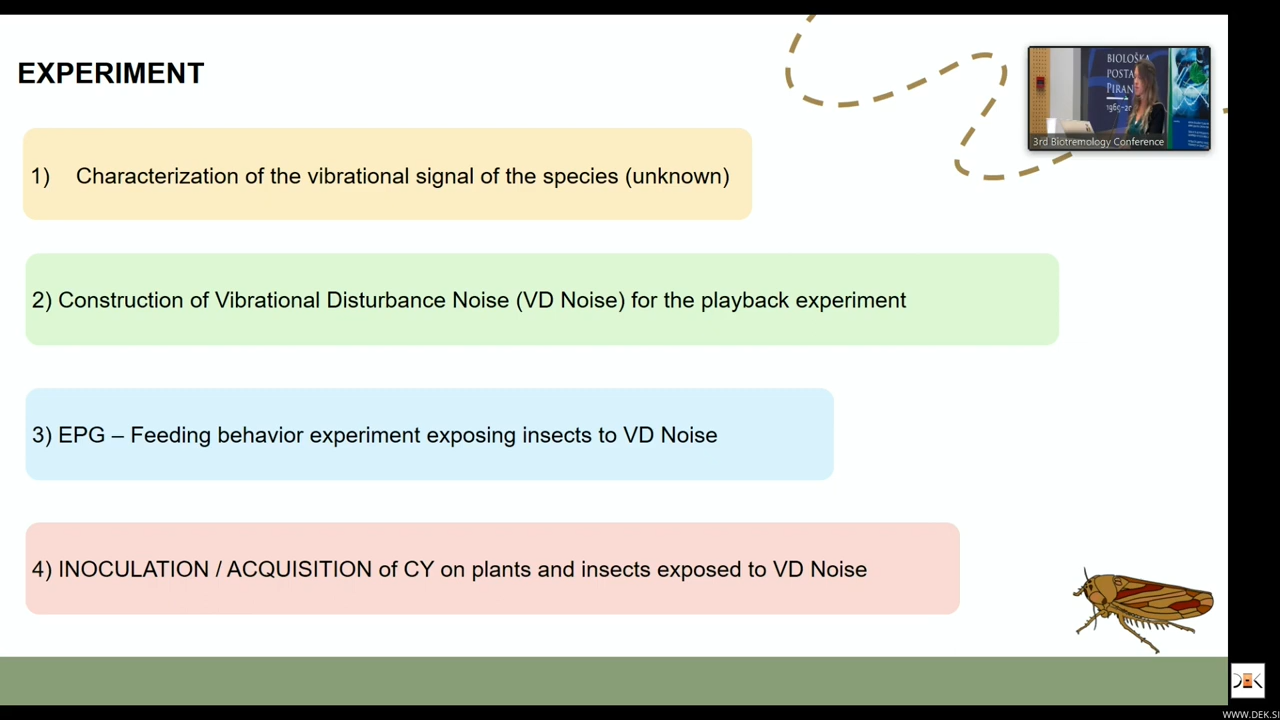 EXPERIMENT
BIOLOŠKA
POSTA
PIRAN
3rd Biotremology Conference
1) Characterization of the vibrational signal of the species (unknown)
2) Construction of Vibrational Disturbance Noise (VD Noise) for the playback experiment
3) EPG – Feeding behavior experiment exposing insects to VD Noise
4) INOCULATION / ACQUISITION of CY on plants and insects exposed to VD Noise
WWW.DEK.SI